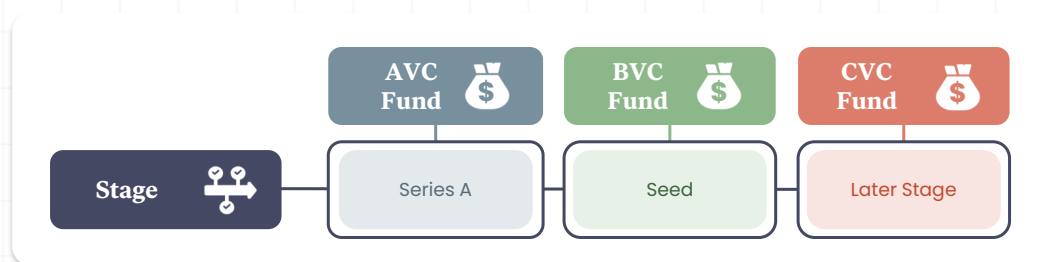 AVC
Fund
$
BVC
Fund
$
CVC
Fund
$
Stage
Series A
Seed
Later Stage